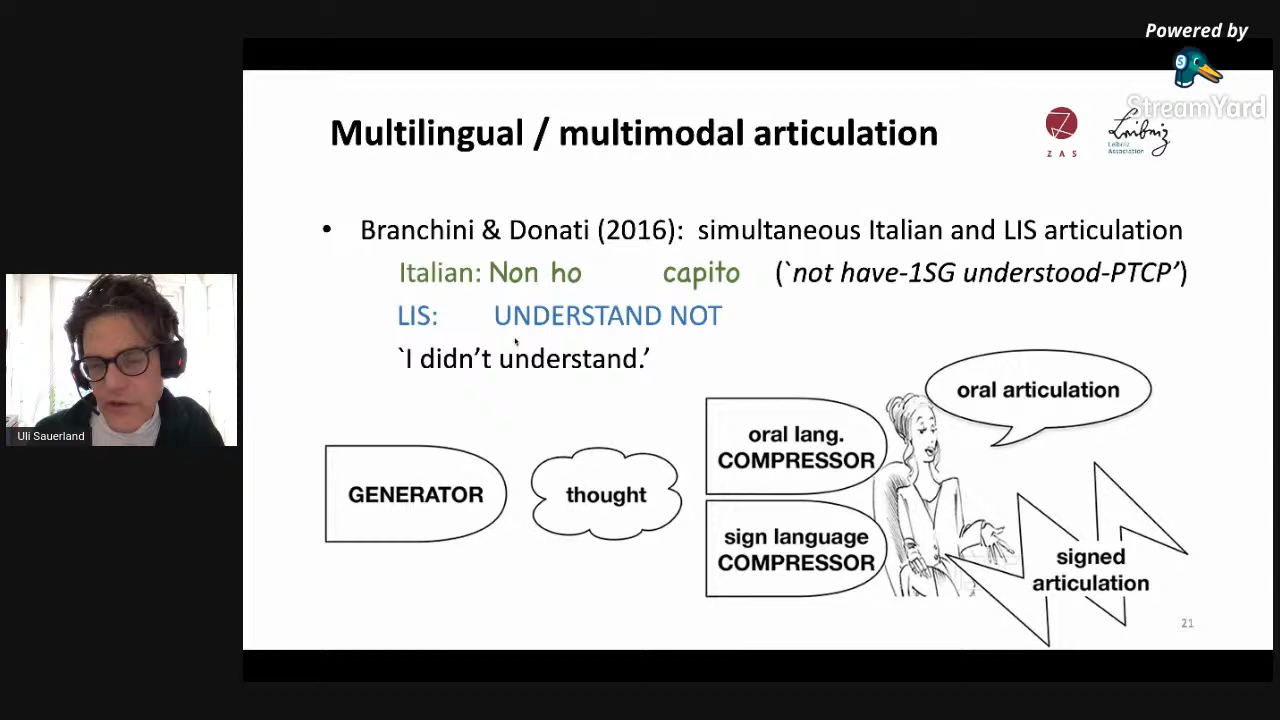 Powered by
StreamYard
Multilingual / multimodal articulation
Z A S
Leibniz
Leibniz
Association
• Branchini & Donati (2016): simultaneous Italian and LIS articulation
Italian: Non ho capito (`not have-1SG understood-PTCP’)
LIS: UNDERSTAND NOT
`I didn’t understand.’
oral articulation
oral lang.
COMPRESSOR
GENERATOR
thought
sign language
COMPRESSOR
signed
articulation
21
Uli Sauerland